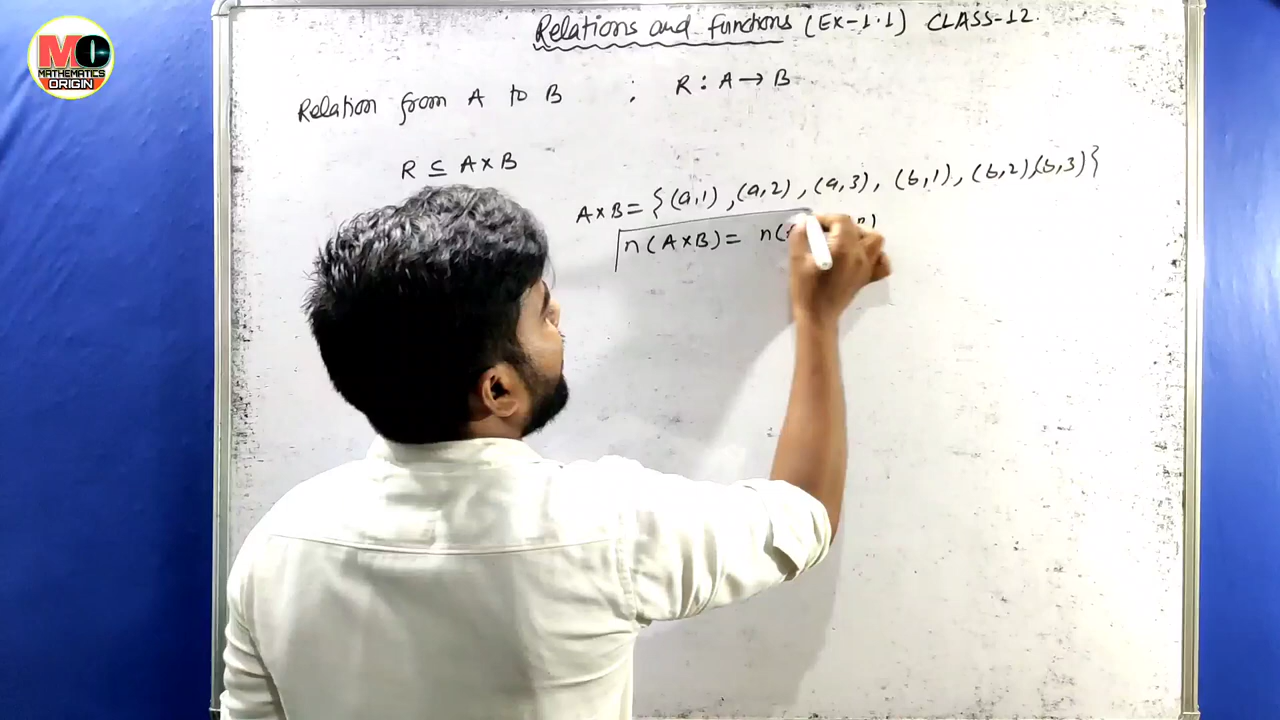 MO
MATHEMATICS
ORIGIN
Relations and functions (EX-1.1) CLASS-12.
Relation from A to B : R : A → B
R ⊆ A×B
A×B = {(a,1), (a,2), (a,3), (b,1), (b,2),(b,3)}
n(A×B) = n(